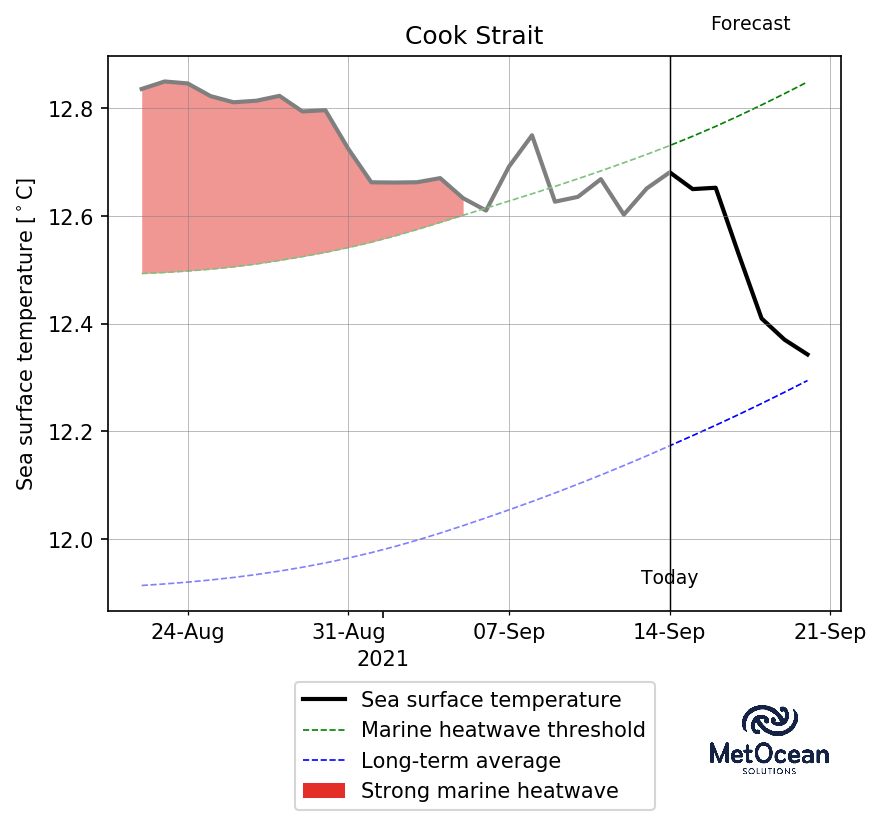 Forecast
Cook Strait
Sea surface temperature [°C]
12.8
12.6
12.4
12.2
12.0
Today
24-Aug 31-Aug 07-Sep 14-Sep 21-Sep
2021
Sea surface temperature
Marine heatwave threshold
Long-term average
Strong marine heatwave
MetOcean
SOLUTIONS